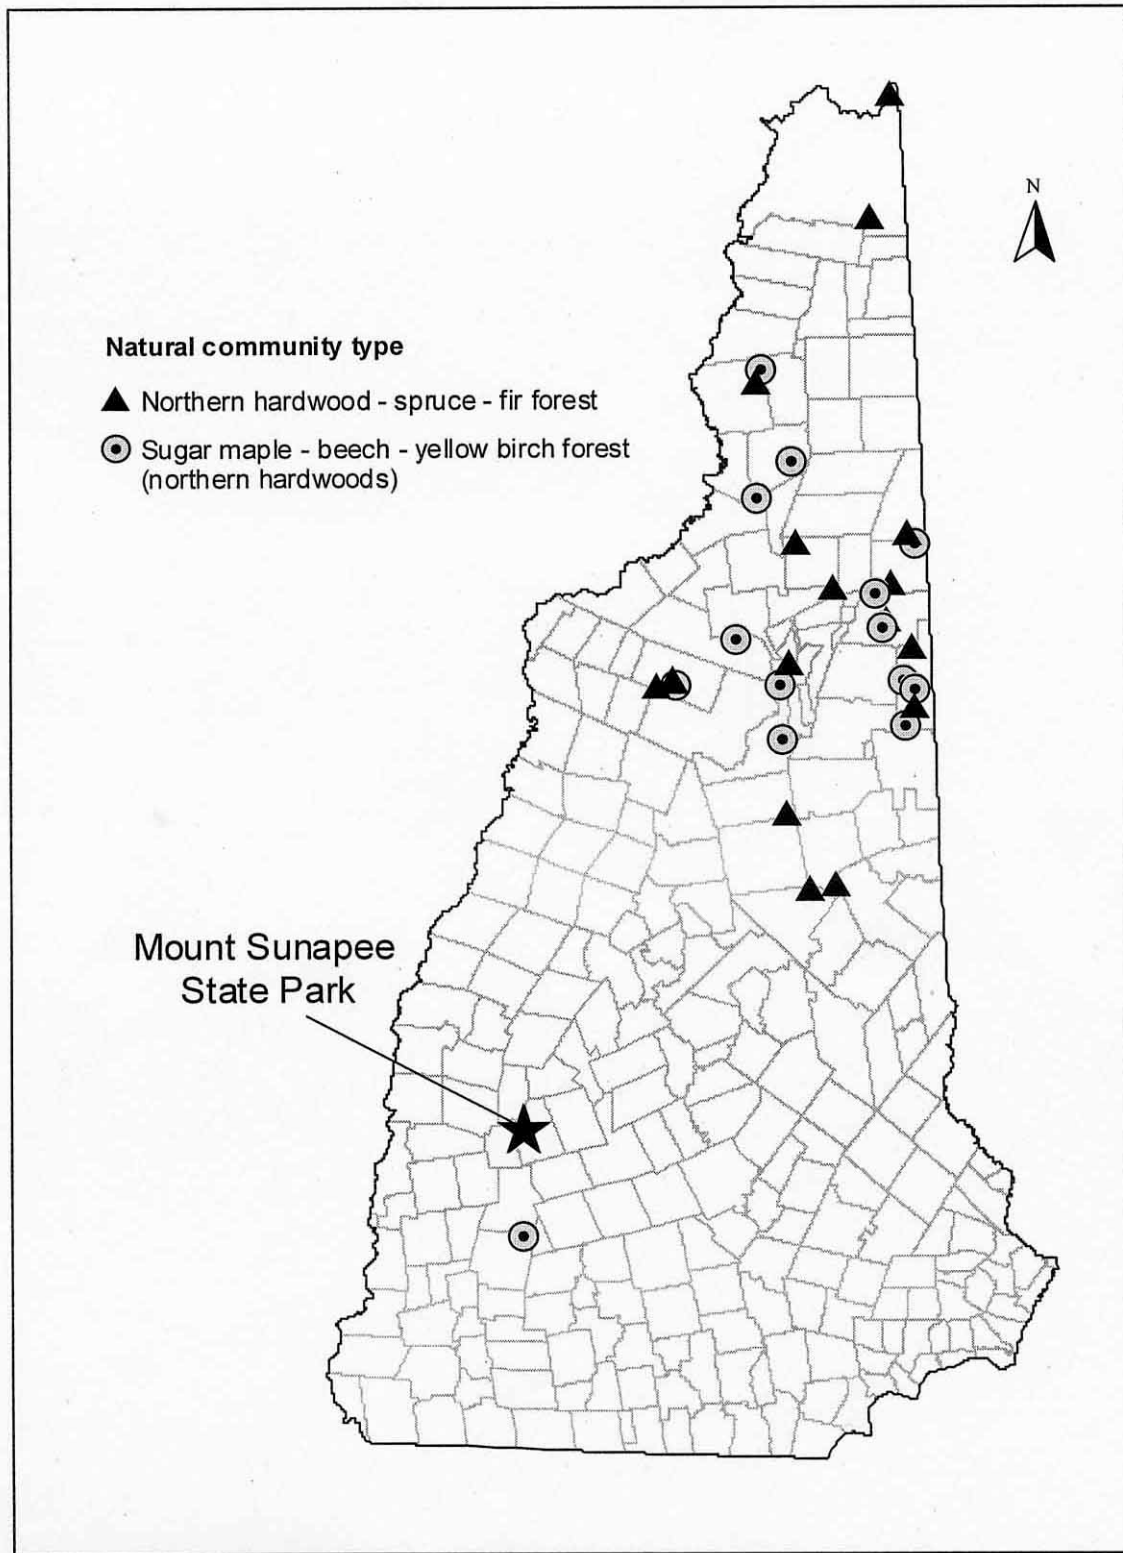 N
Natural community type
Northern hardwood - spruce - fir forest
Sugar maple - beech - yellow birch forest
(northern hardwoods)
Mount Sunapee
State Park